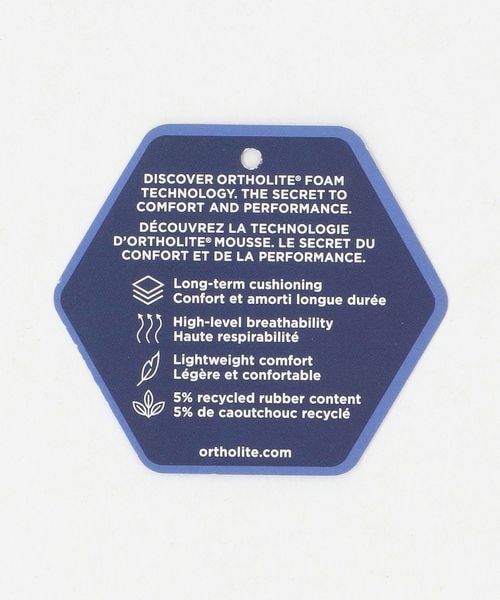 DISCOVER ORTHOLITE® FOAM
TECHNOLOGY. THE SECRET TO
COMFORT AND PERFORMANCE.
DÉCOUVREZ LA TECHNOLOGIE
D'ORTHOLITE® MOUSSE. LE SECRET DU
CONFORT ET DE LA PERFORMANCE.
Long-term cushioning
Confort et amorti longue durée
High-level breathability
Haute respirabilité
Lightweight comfort
Légère et confortable
5% recycled rubber content
5% de caoutchouc recyclé
ortholite.com